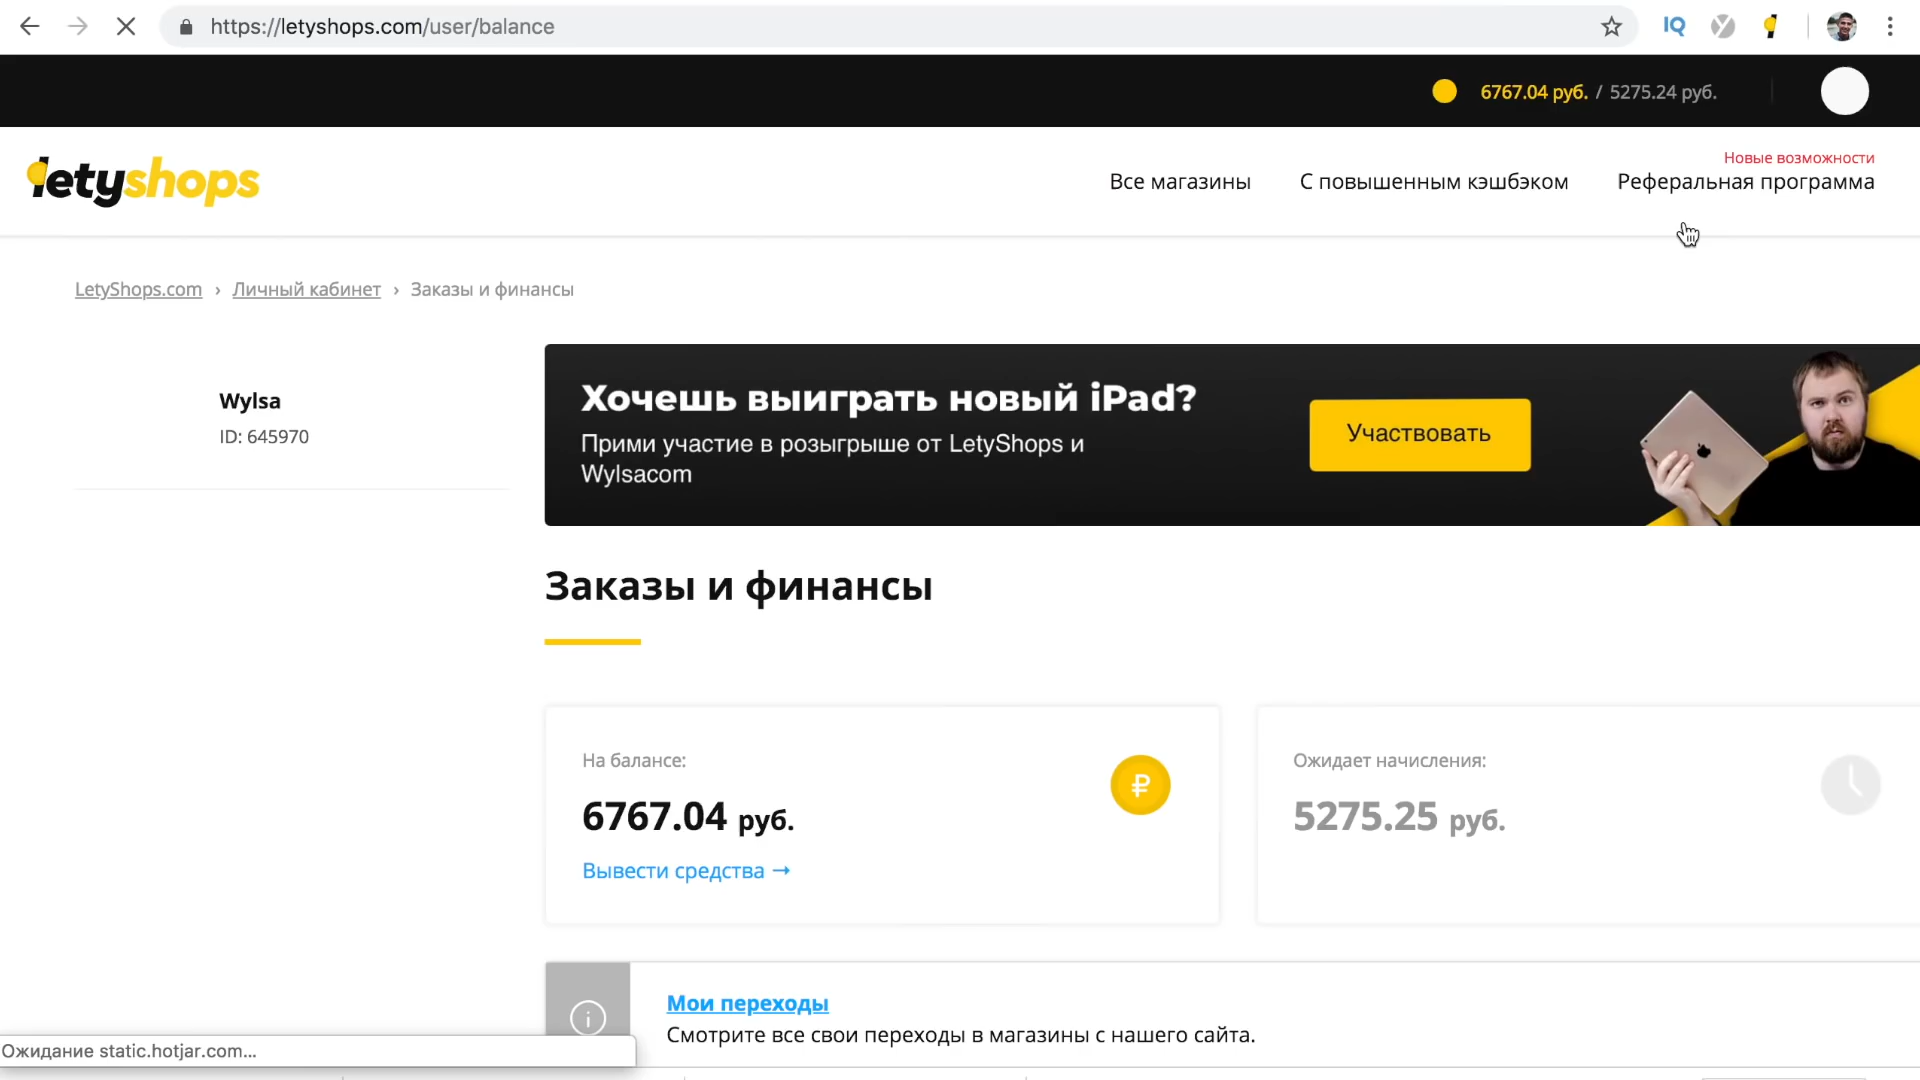 https://letyshops.com/user/balance
IQ
6767.04 руб. / 5275.24 руб.
letyshops
Все магазины
С повышенным кэшбэком
Новые возможности
Реферальная программа
LetyShops.com › Личный кабинет › Заказы и финансы
Wylsa
ID: 645970
Хочешь выиграть новый iPad?
Прими участие в розыгрыше от LetyShops и
Wylsacom
Участвовать
Заказы и финансы
На балансе:
6767.04 руб.
₽
Вывести средства →
Ожидает начисления:
5275.25 руб.
i
Мои переходы
Смотрите все свои переходы в магазины с нашего сайта.
Ожидание static.hotjar.com...